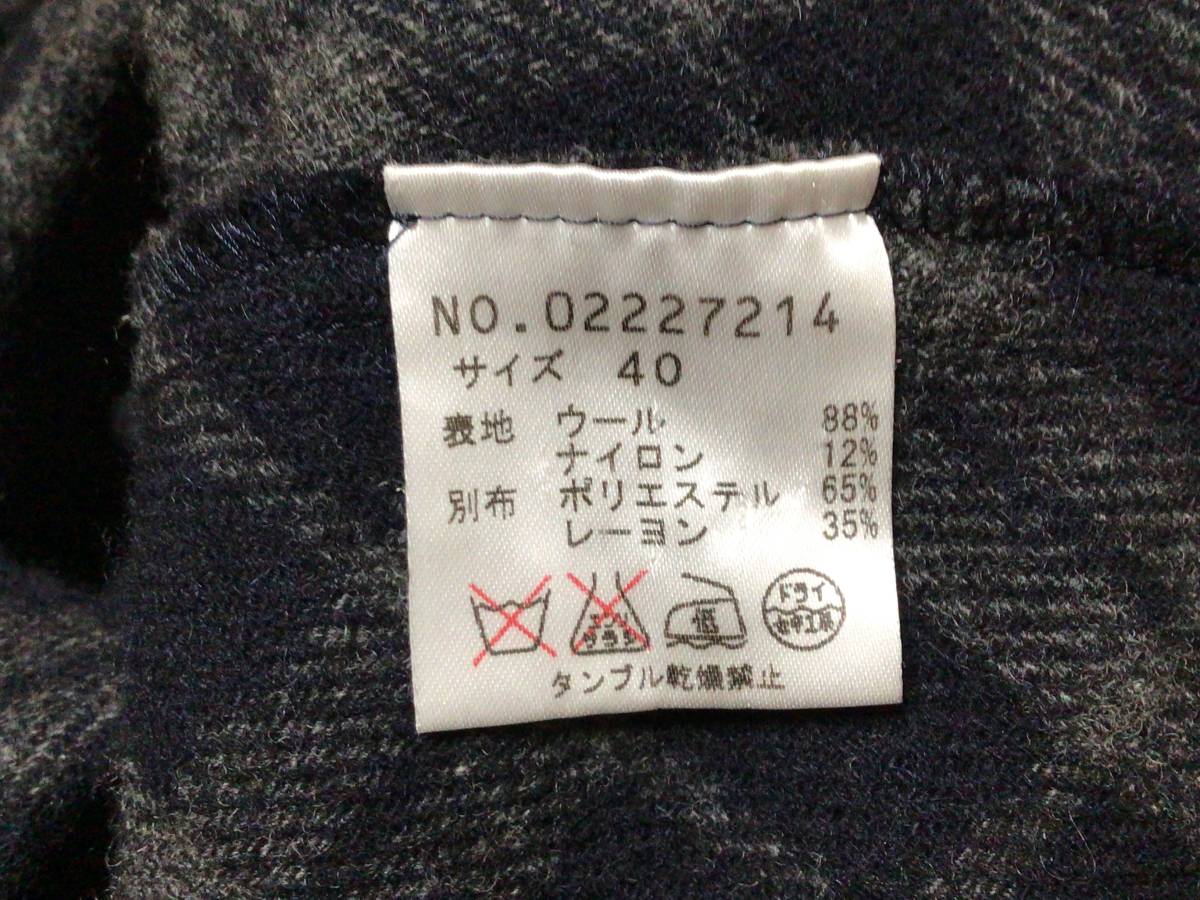 NO.02227214
サイズ 40
表地 ウール 88%
ナイロン 12%
別布 ポリエステル 65%
レーヨン 35%
低 ドライ
タンブル乾燥禁止